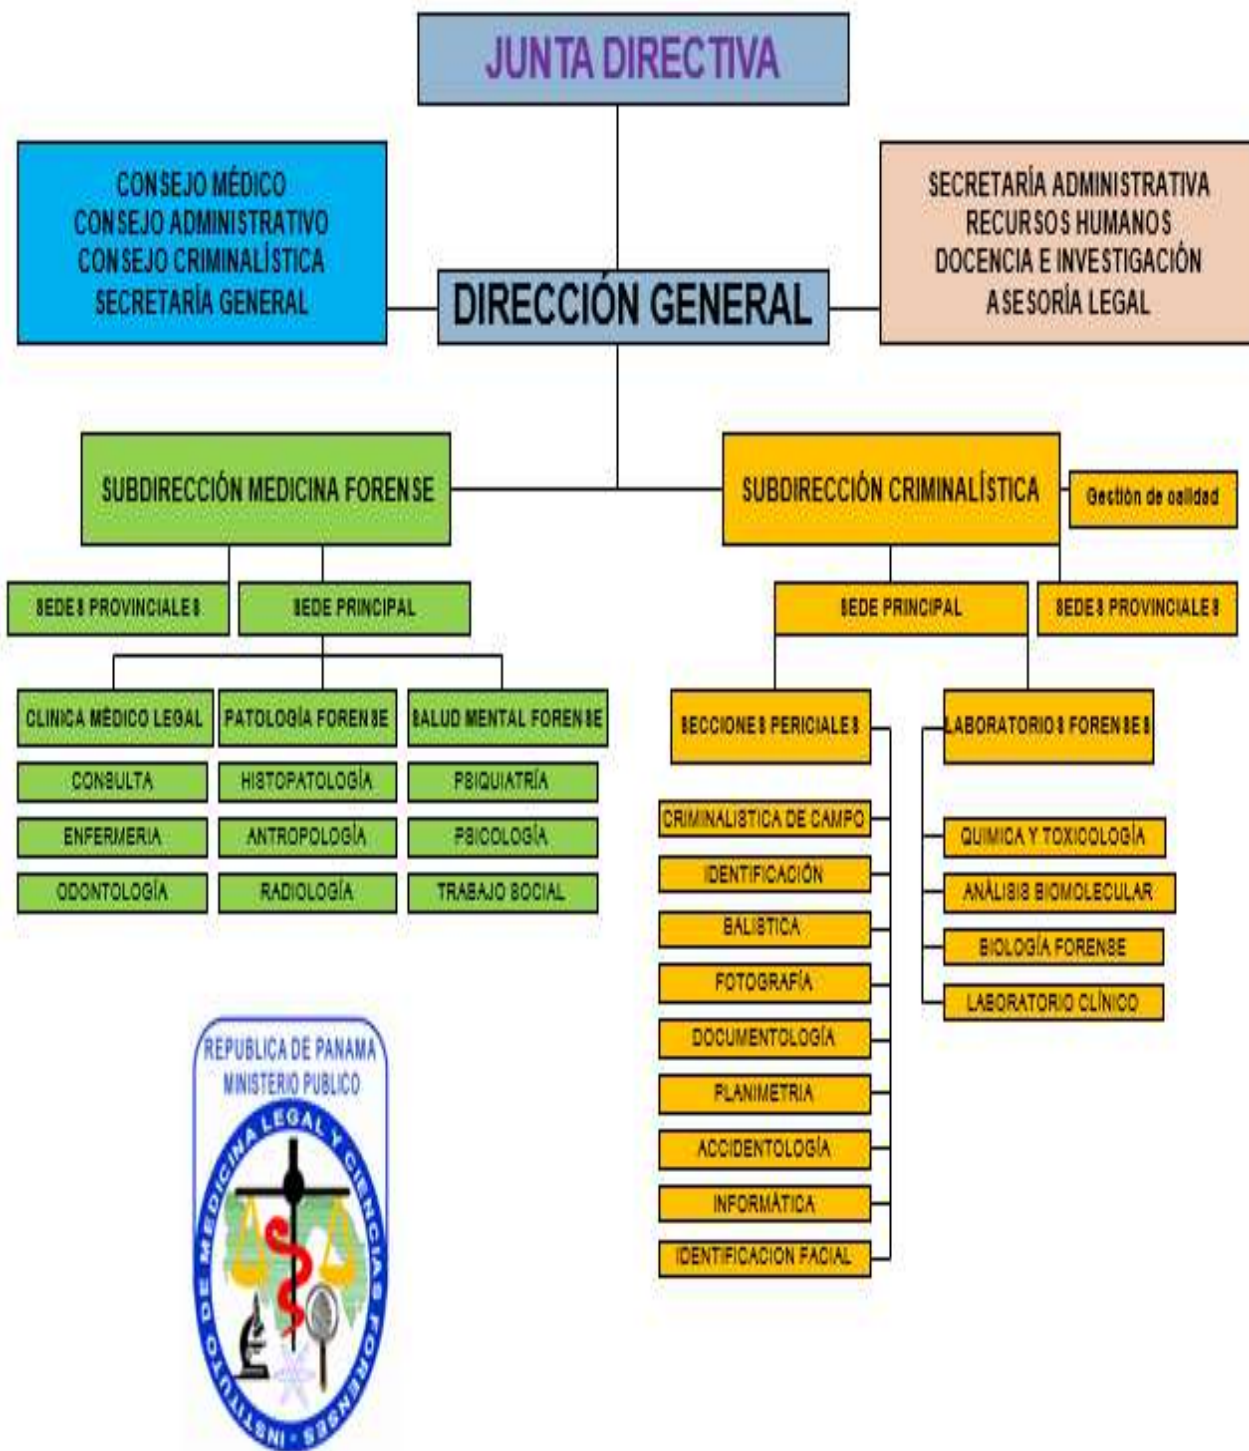 JUNTA DIRECTIVA
CONSEJO MÉDICO
CONSEJO ADMINISTRATIVO
CONSEJO CRIMINALÍSTICA
SECRETARÍA GENERAL
SECRETARÍA ADMINISTRATIVA
RECURSOS HUMANOS
DOCENCIA E INVESTIGACIÓN
ASESORÍA LEGAL
DIRECCIÓN GENERAL
SUBDIRECCIÓN MEDICINA FORENSE
SUBDIRECCIÓN CRIMINALÍSTICA
Gestión de calidad
SEDES PROVINCIALES
SEDE PRINCIPAL
SEDE PRINCIPAL
SEDES PROVINCIALES
CLINICA MÉDICO LEGAL
CONSULTA
ENFERMERIA
ODONTOLOGÍA
PATOLOGÍA FORENSE
HISTOPATOLOGÍA
ANTROPOLOGÍA
RADIOLOGÍA
SALUD MENTAL FORENSE
PSIQUIATRÍA
PSICOLOGÍA
TRABAJO SOCIAL
SECCIONES PERICIALES
CRIMINALISTICA DE CAMPO
IDENTIFICACIÓN
BALISTICA
FOTOGRAFÍA
DOCUMENTOLOGÍA
PLANIMETRIA
ACCIDENTOLOGÍA
INFORMÁTICA
IDENTIFICACION FACIAL
LABORATORIOS FORENSES
QUIMICA Y TOXICOLOGÍA
ANÁLISIS BIOMOLECULAR
BIOLOGÍA FORENSE
LABORATORIO CLÍNICO
REPUBLICA DE PANAMA
MINISTERIO PUBLICO
INSTITUTO DE MEDICINA LEGAL Y CIENCIAS FORENSES